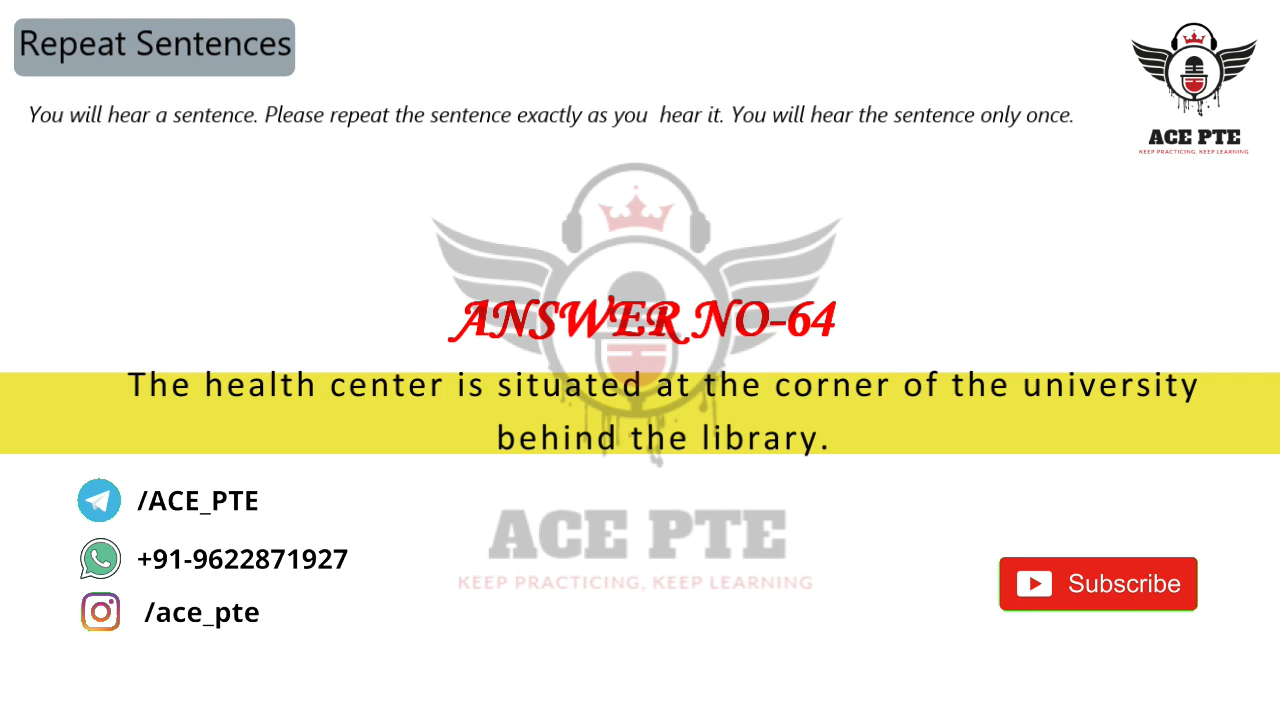 Repeat Sentences
You will hear a sentence. Please repeat the sentence exactly as you hear it. You will hear the sentence only once.
ACE PTE
KEEP PRACTICING, KEEP LEARNING
ANSWER NO-64
The health center is situated at the corner of the university
behind the library.
/ACE_PTE
+91-9622871927
/ace_pte
ACE PTE
KEEP PRACTICING, KEEP LEARNING
Subscribe